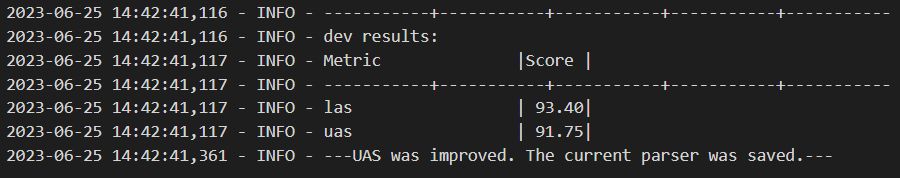 2023-06-25 14:42:41,116 - INFO - -----------+-----------+-----------+-----------+-----------
2023-06-25 14:42:41,116 - INFO - dev results:
2023-06-25 14:42:41,117 - INFO - Metric             |Score |
2023-06-25 14:42:41,117 - INFO - -----------+-----------+-----------+-----------+-----------
2023-06-25 14:42:41,117 - INFO - las                | 93.40|
2023-06-25 14:42:41,117 - INFO - uas                | 91.75|
2023-06-25 14:42:41,361 - INFO - ---UAS was improved. The current parser was saved.---